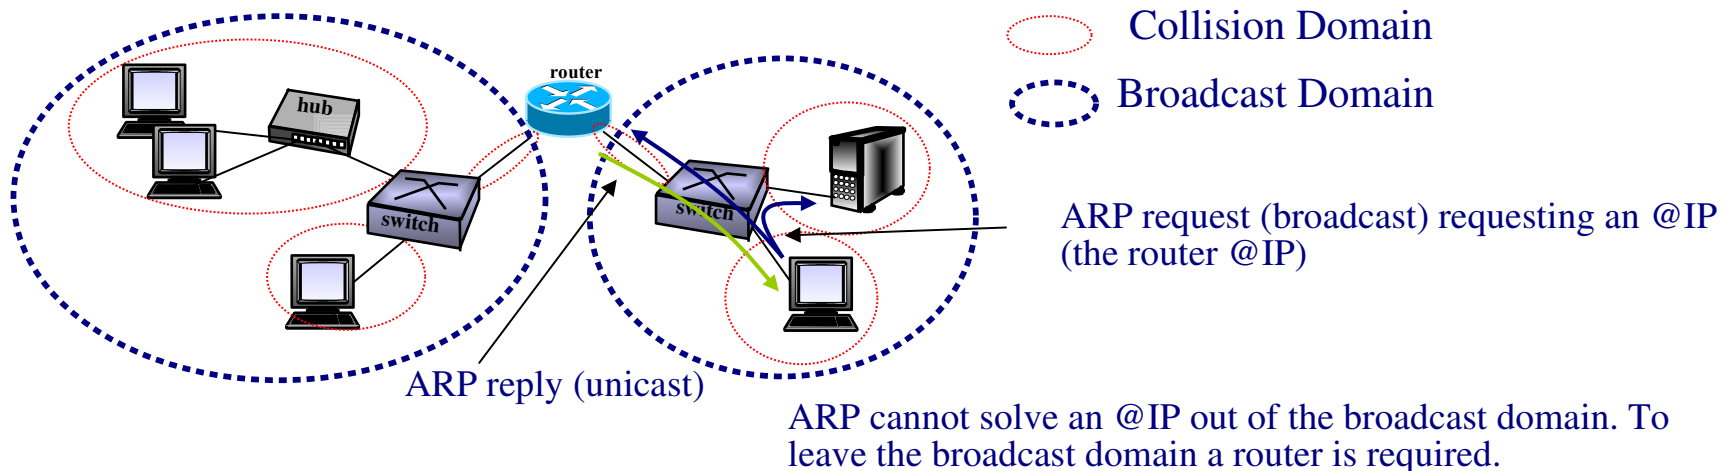 Collision Domain
Broadcast Domain
router
hub
switch
switch
ARP request (broadcast) requesting an @IP
(the router @IP)
ARP reply (unicast)
ARP cannot solve an @IP out of the broadcast domain. To
leave the broadcast domain a router is required.